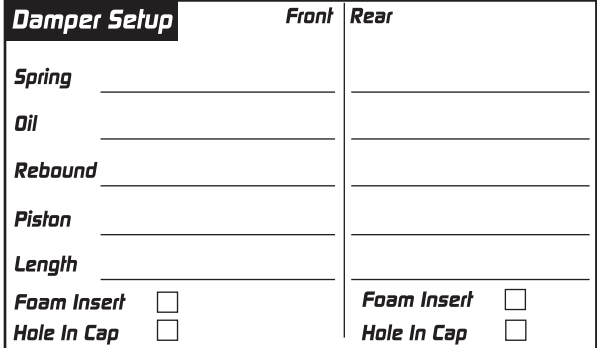 Damper Setup Front Rear
Spring
Oil
Rebound
Piston
Length
Foam Insert Foam Insert
Hole In Cap Hole In Cap